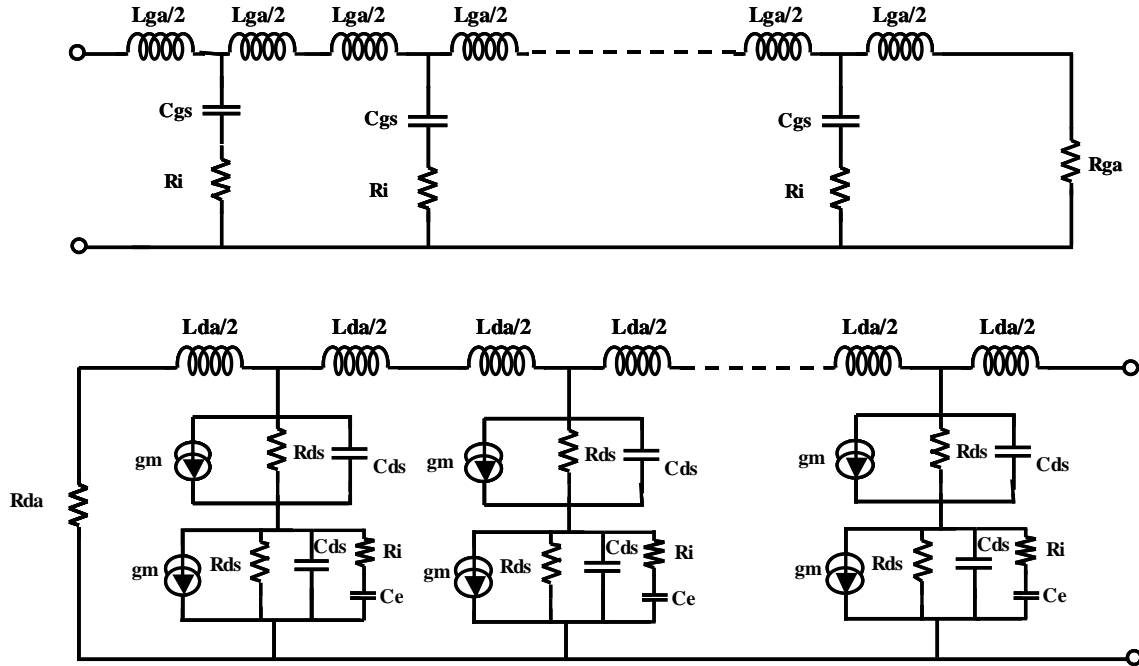 Lga/2 Lga/2 Lga/2 Lga/2 Lga/2 Lga/2
Cgs Cgs Cgs
Ri Ri Ri Rga
Lda/2 Lda/2 Lda/2 Lda/2 Lda/2 Lda/2
gm Rds Cds gm Rds Cds gm Rds Cds
Rda
gm Rds Cds Ri gm Rds Cds Ri gm Rds Cds Ri
Ce Ce Ce